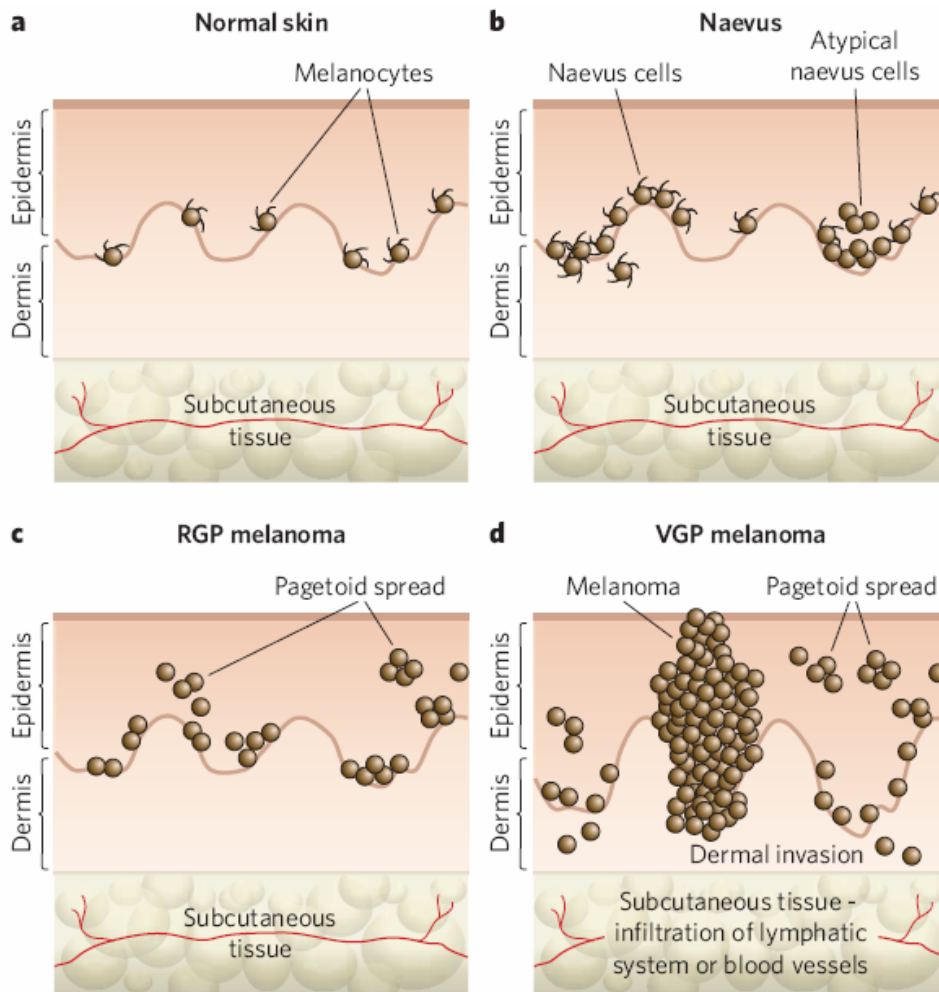 a
Normal skin
Melanocytes
Epidermis
Dermis
Subcutaneous
tissue
b
Naevus
Naevus cells
Atypical
naevus cells
Epidermis
Dermis
Subcutaneous
tissue
c
RGP melanoma
Pagetoid spread
Epidermis
Dermis
Subcutaneous
tissue
d
VGP melanoma
Melanoma
Pagetoid spread
Epidermis
Dermis
Dermal invasion
Subcutaneous tissue -
infiltration of lymphatic
system or blood vessels